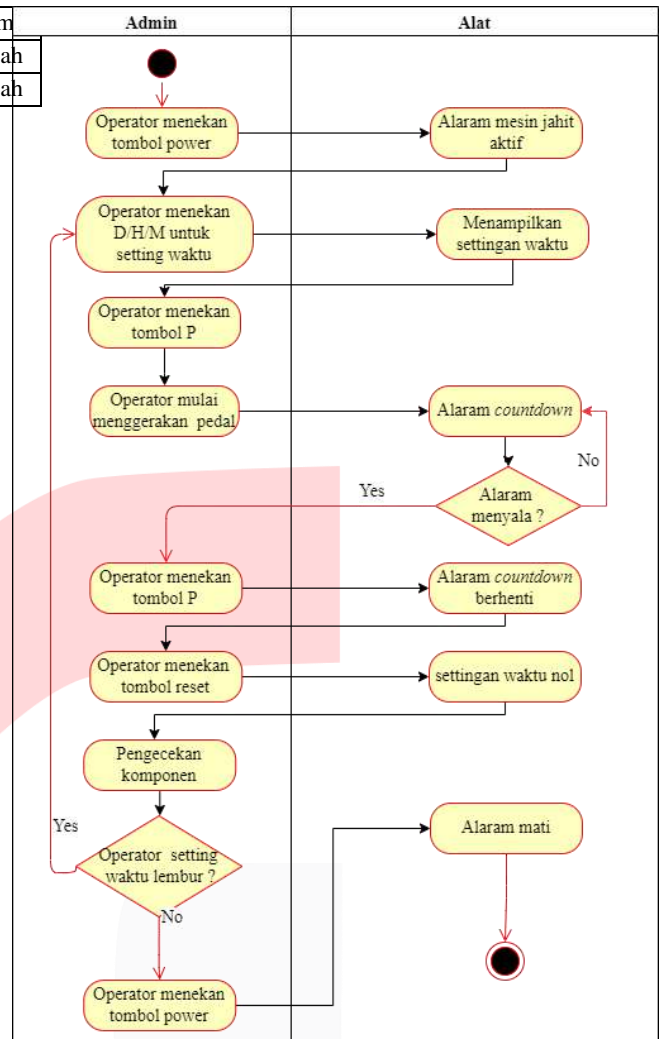 m
ah
ah
Admin
Alat
Operator menekan
tombol power
Alaram mesin jahit
aktif
Operator menekan
D/H/M untuk
setting waktu
Menampilkan
settingan waktu
Operator menekan
tombol P
Operator mulai
menggerakan pedal
Alaram countdown
No
Alaram
menyala ?
Yes
Operator menekan
tombol P
Alaram countdown
berhenti
Operator menekan
tombol reset
settingan waktu nol
Pengecekan
komponen
Yes
Operator setting
waktu lembur ?
Alaram mati
No
Operator menekan
tombol power